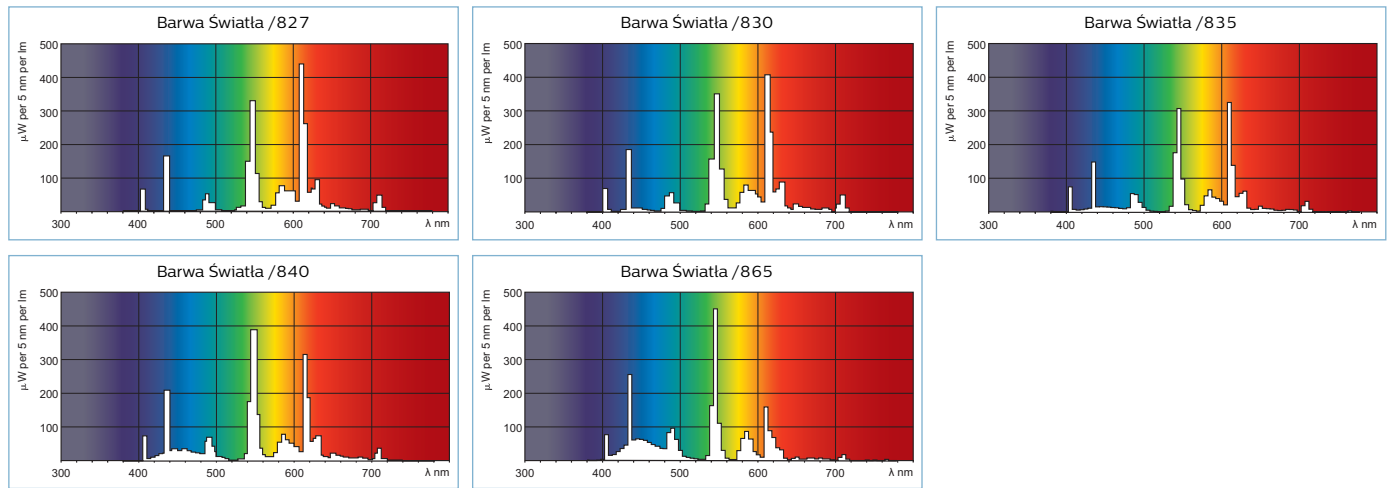 Barwa Światła /827
500
400
300
200
100
µW per 5 nm per lm
300 400 500 600 700 λ nm
Barwa Światła /830
500
400
300
200
100
µW per 5 nm per lm
300 400 500 600 700 λ nm
Barwa Światła /835
500
400
300
200
100
µW per 5 nm per lm
300 400 500 600 700 λ nm
Barwa Światła /840
500
400
300
200
100
µW per 5 nm per lm
300 400 500 600 700 λ nm
Barwa Światła /865
500
400
300
200
100
µW per 5 nm per lm
300 400 500 600 700 λ nm